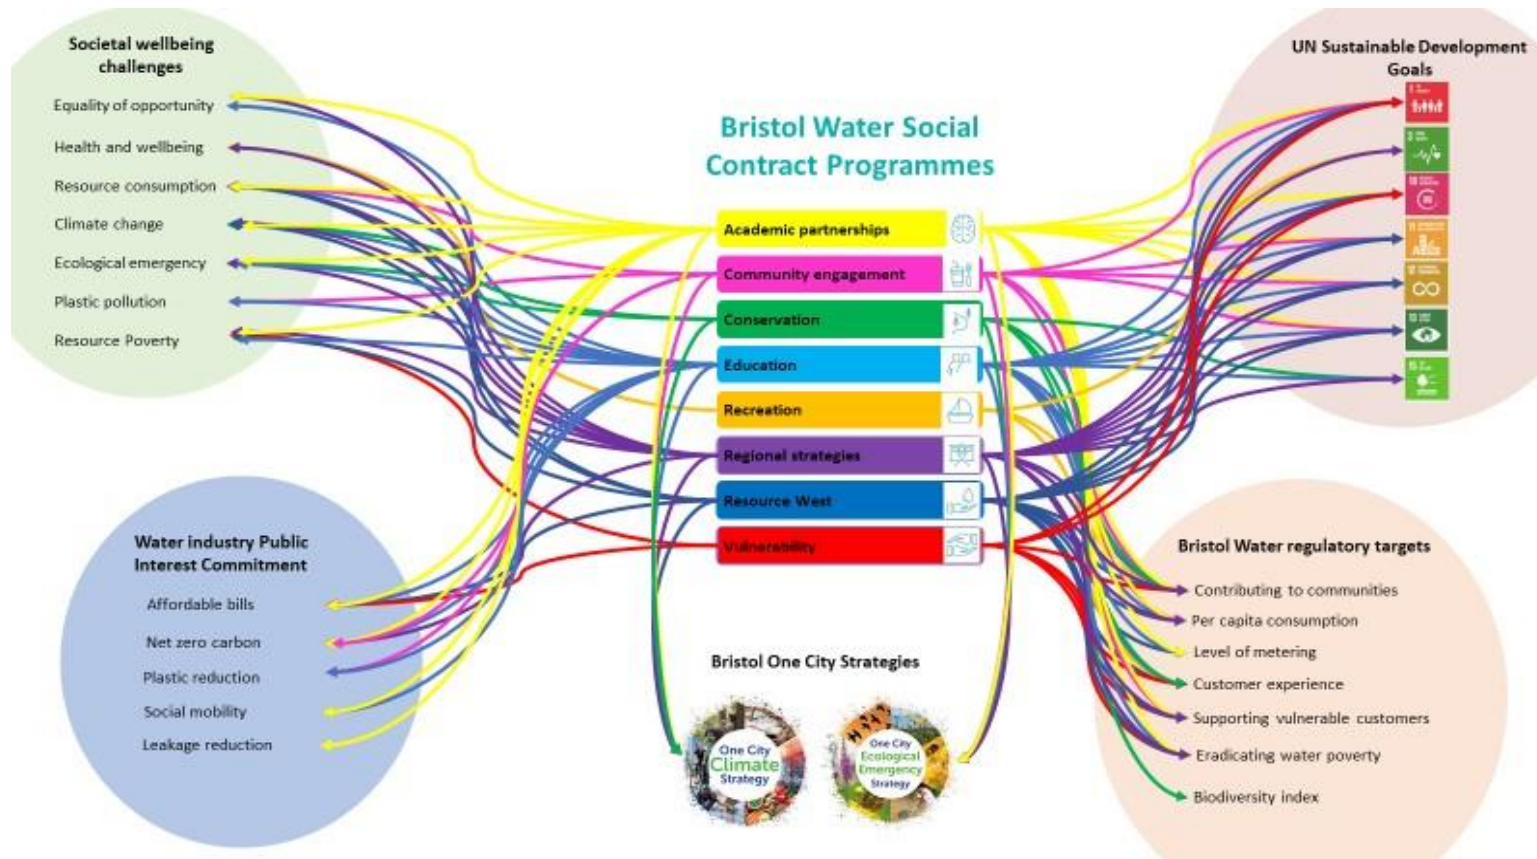 Societal wellbeing
challenges
Equality of opportunity
Health and wellbeing
Resource consumption
Climate change
Ecological emergency
Plastic pollution
Resource Poverty
Bristol Water Social
Contract Programmes
Academic partnerships
Community engagement
Conservation
Education
Recreation
Regional strategies
Resource West
Vulnerability
UN Sustainable Development
Goals
Water industry Public
Interest Commitment
Affordable bills
Net zero carbon
Plastic reduction
Social mobility
Leakage reduction
Bristol One City Strategies
One City
Climate
Strategy
One City
Ecological
Emergency
Strategy
Bristol Water regulatory targets
Contributing to communities
Per capita consumption
Level of metering
Customer experience
Supporting vulnerable customers
Eradicating water poverty
Biodiversity index